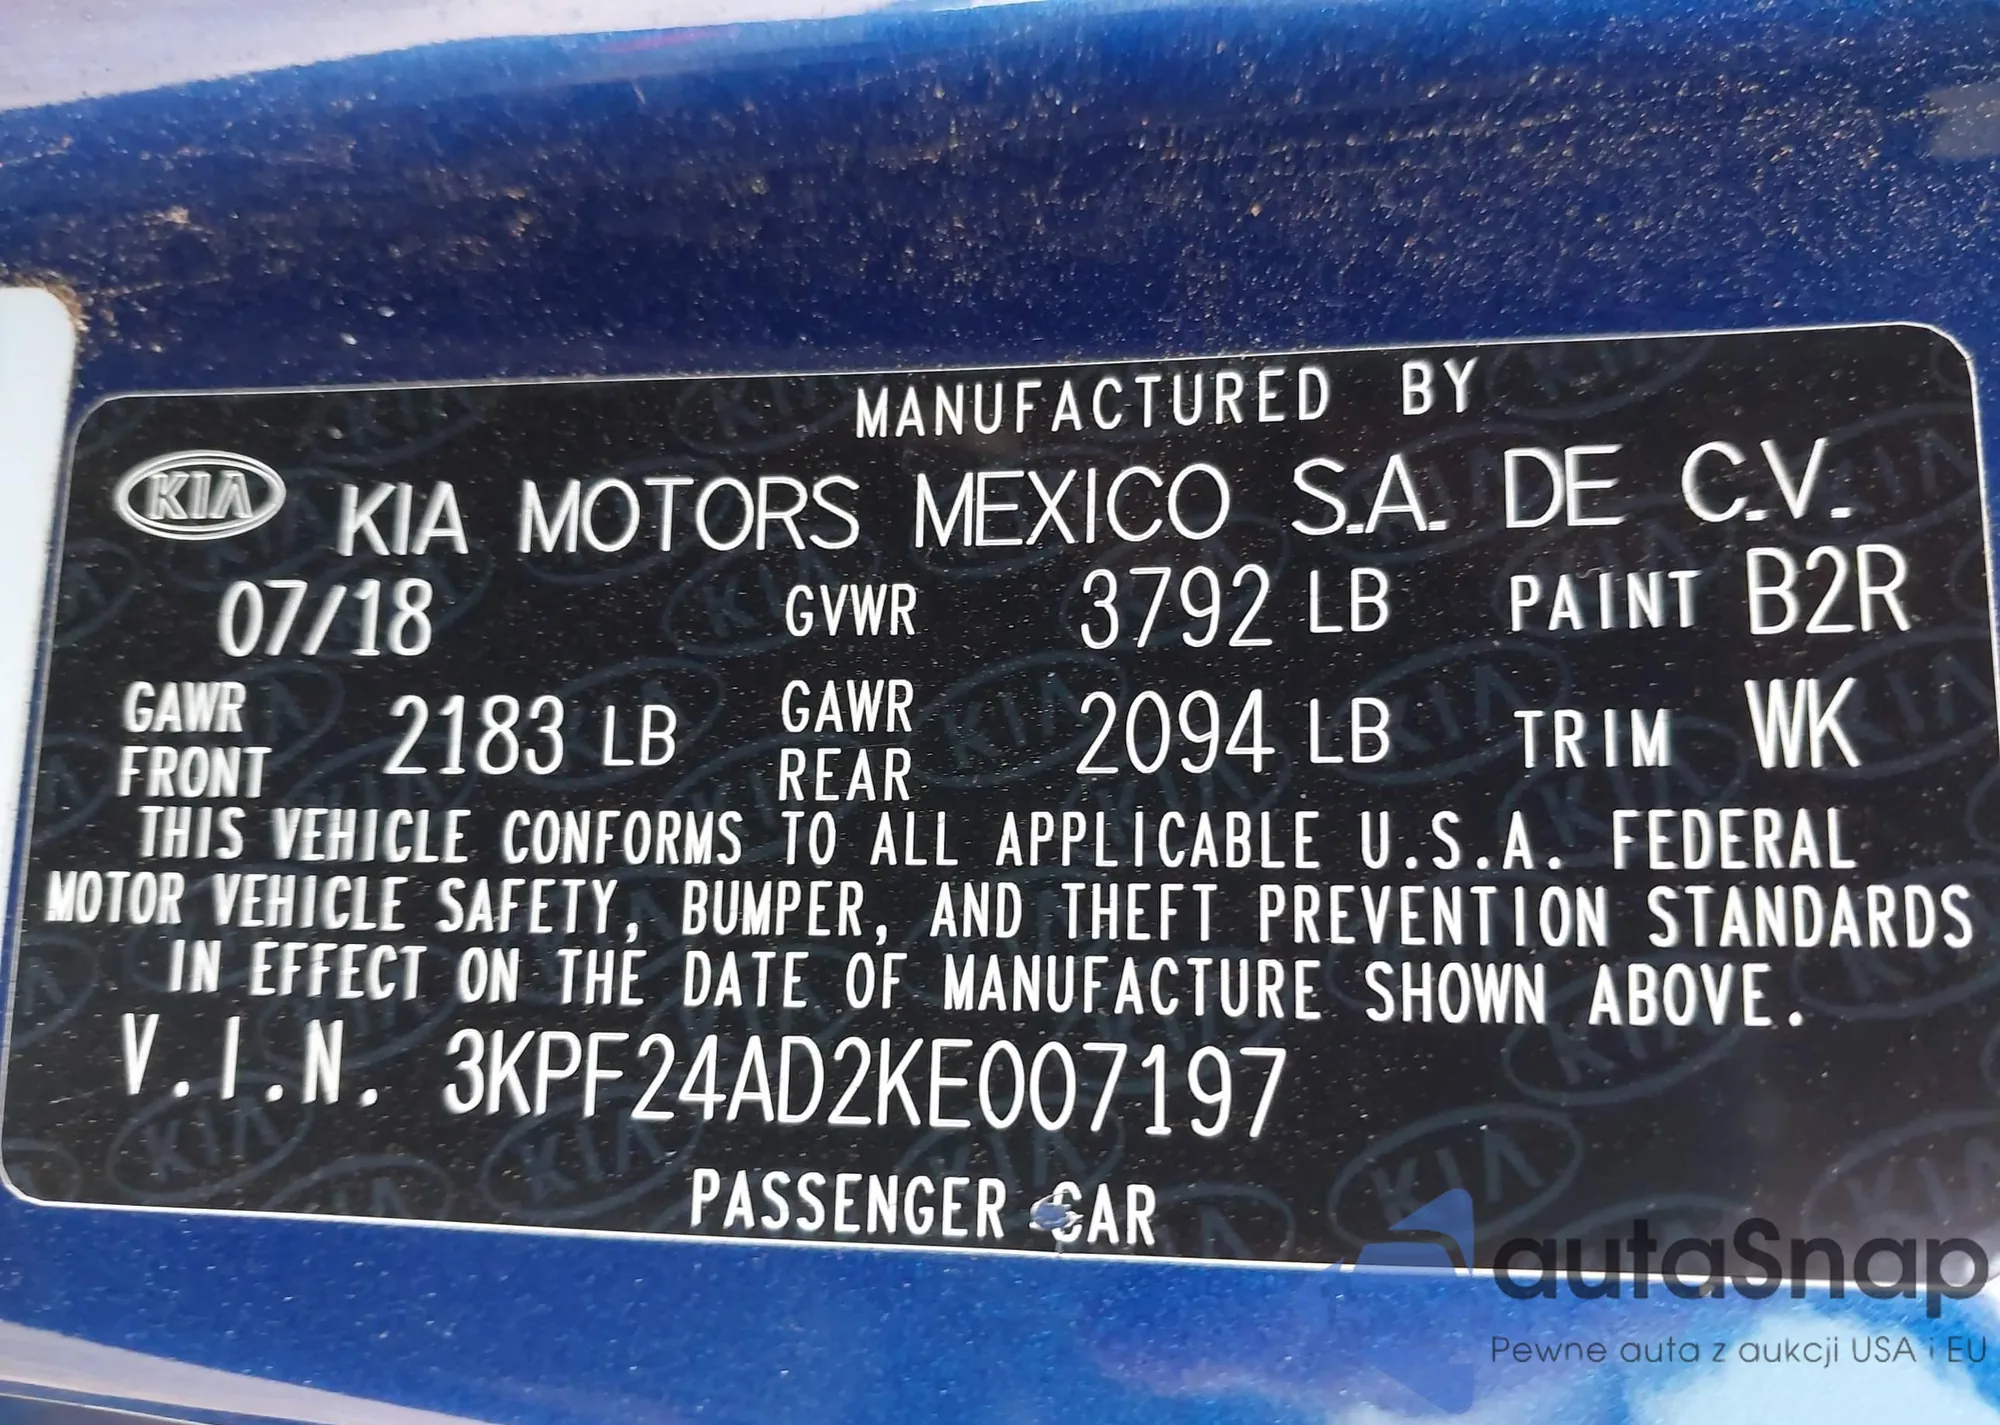 MANUFACTURED BY
KIA KIA MOTORS MEXICO S.A. DE C.V.
07/18 GVWR 3792 LB PAINT B2R
GAWR FRONT 2183 LB GAWR REAR 2094 LB TRIM WK
THIS VEHICLE CONFORMS TO ALL APPLICABLE U.S.A. FEDERAL
MOTOR VEHICLE SAFETY, BUMPER, AND THEFT PREVENTION STANDARDS
IN EFFECT ON THE DATE OF MANUFACTURE SHOWN ABOVE.
V.I.N. 3KPF24AD2KE007197
PASSENGER CAR
autaSnap
Pewne auta z aukcji USA i EU